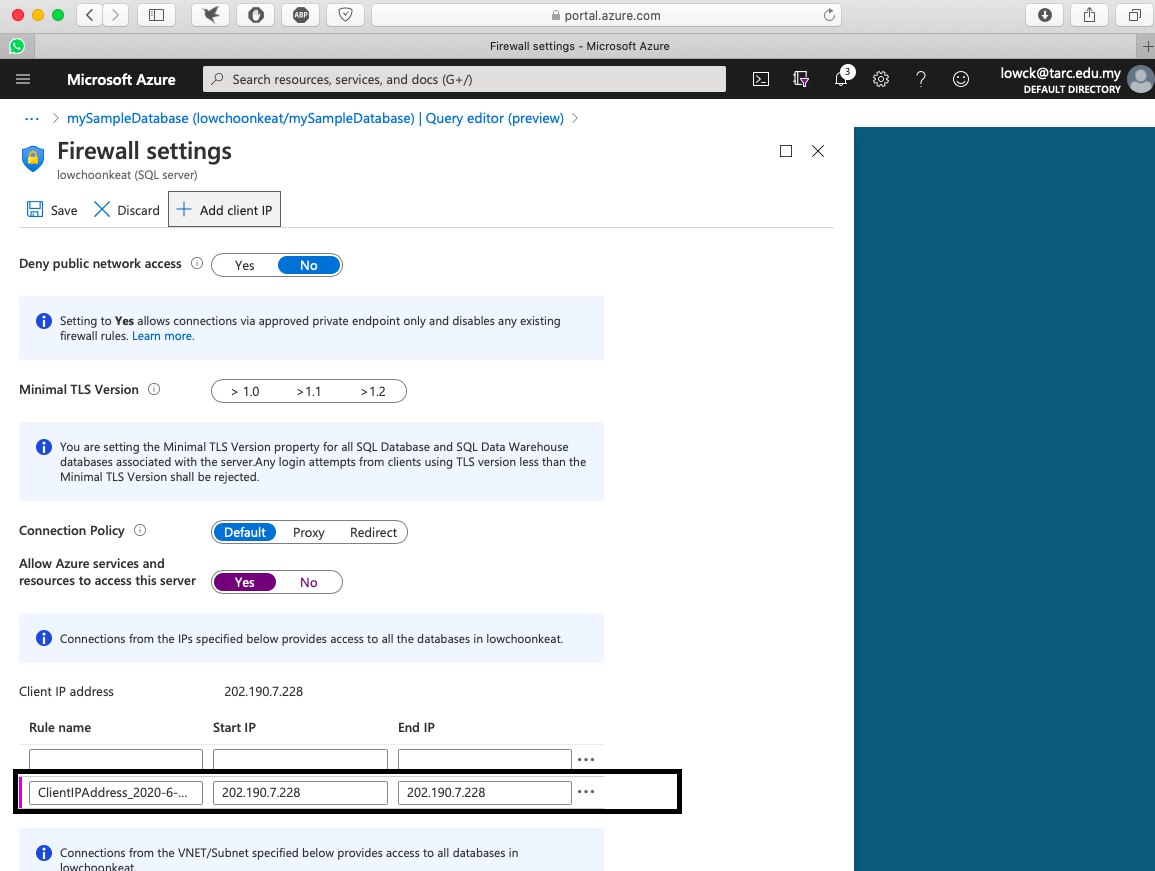 ABP
portal.azure.com
Firewall settings - Microsoft Azure
Microsoft Azure
Search resources, services, and docs (G+/)
3
lowck@tarc.edu.my
DEFAULT DIRECTORY
... > mySampleDatabase (lowchoonkeat/mySampleDatabase) | Query editor (preview) >
Firewall settings
lowchoonkeat (SQL server)
Save Discard Add client IP
Deny public network access Yes No
Setting to Yes allows connections via approved private endpoint only and disables any existing
firewall rules. Learn more.
Minimal TLS Version > 1.0 >1.1 >1.2
You are setting the Minimal TLS Version property for all SQL Database and SQL Data Warehouse
databases associated with the server.Any login attempts from clients using TLS version less than the
Minimal TLS Version shall be rejected.
Connection Policy Default Proxy Redirect
Allow Azure services and
resources to access this server Yes No
Connections from the IPs specified below provides access to all the databases in lowchoonkeat.
Client IP address 202.190.7.228
Rule name Start IP End IP
...
ClientIPAddress_2020-6-... 202.190.7.228 202.190.7.228 ...
Connections from the VNET/Subnet specified below provides access to all databases in
lowchoonkeat.